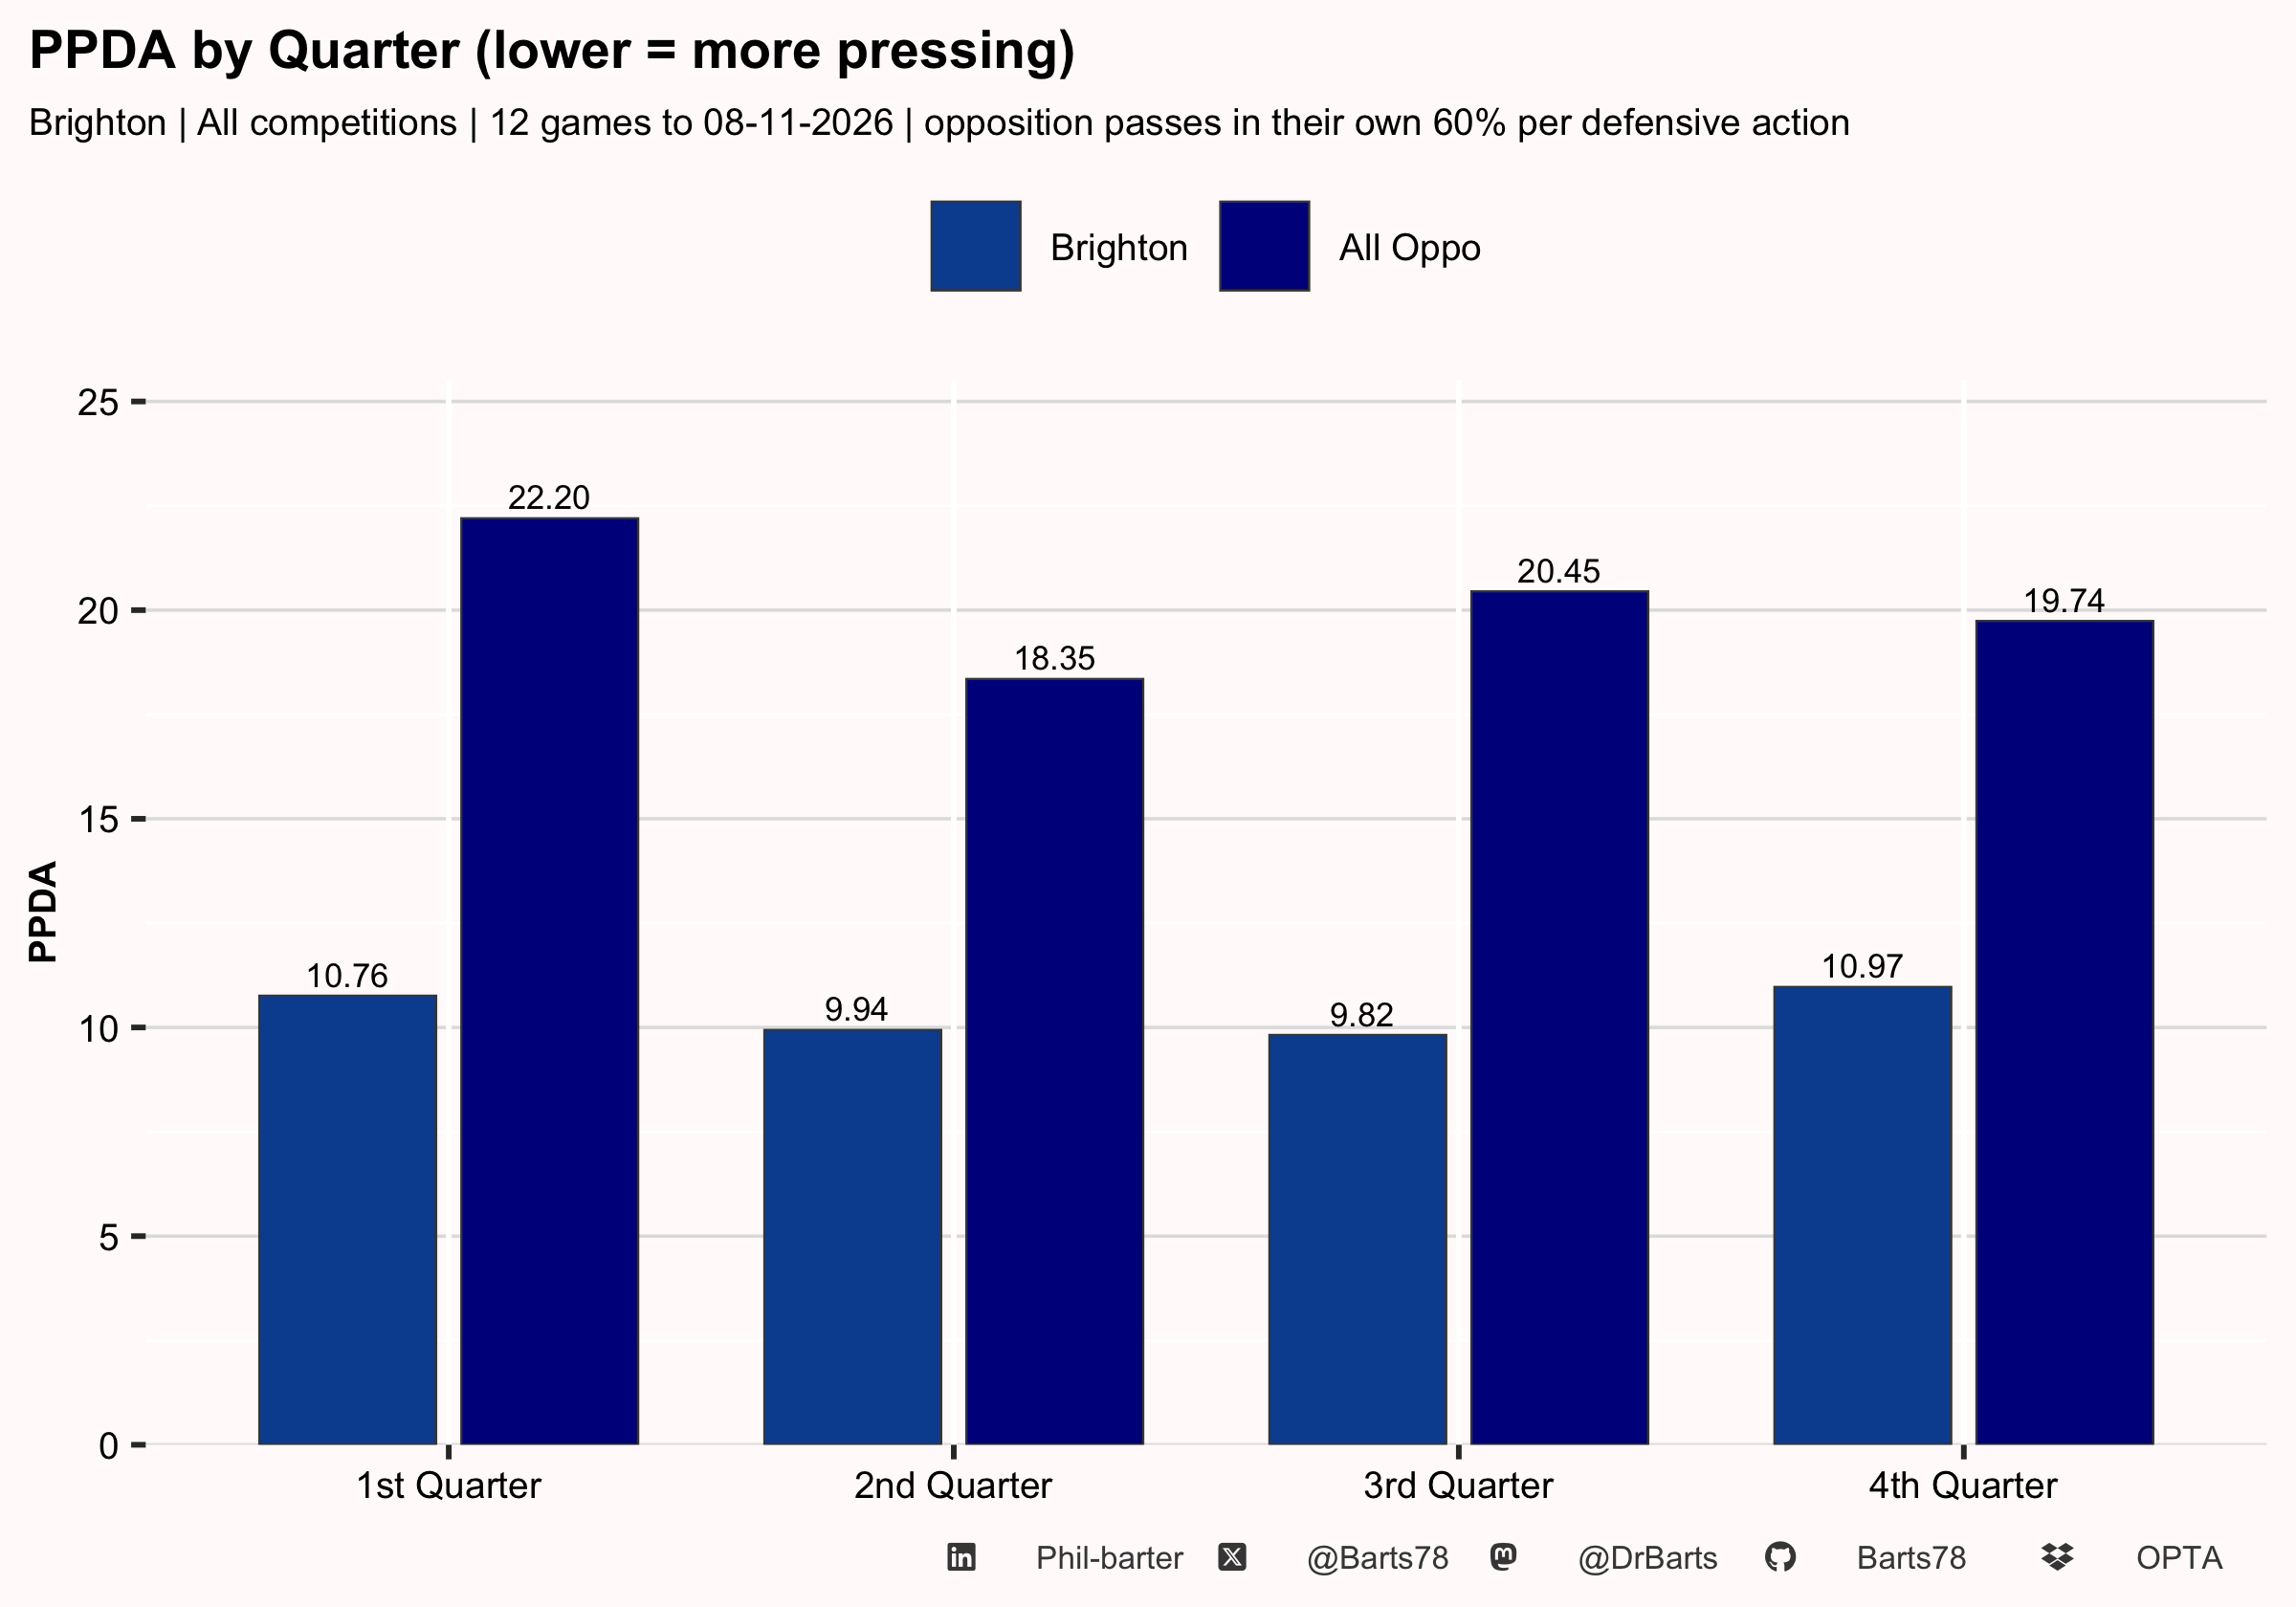 PPDA by Quarter (lower = more pressing)
Brighton | All competitions | 12 games to 08-11-2026 | opposition passes in their own 60% per defensive action
Brighton All Oppo
25
20
15
10
5
0
PPDA
10.76
22.20
9.94
18.35
9.82
20.45
10.97
19.74
1st Quarter 2nd Quarter 3rd Quarter 4th Quarter
Phil-barter @Barts78 @DrBarts Barts78 OPTA